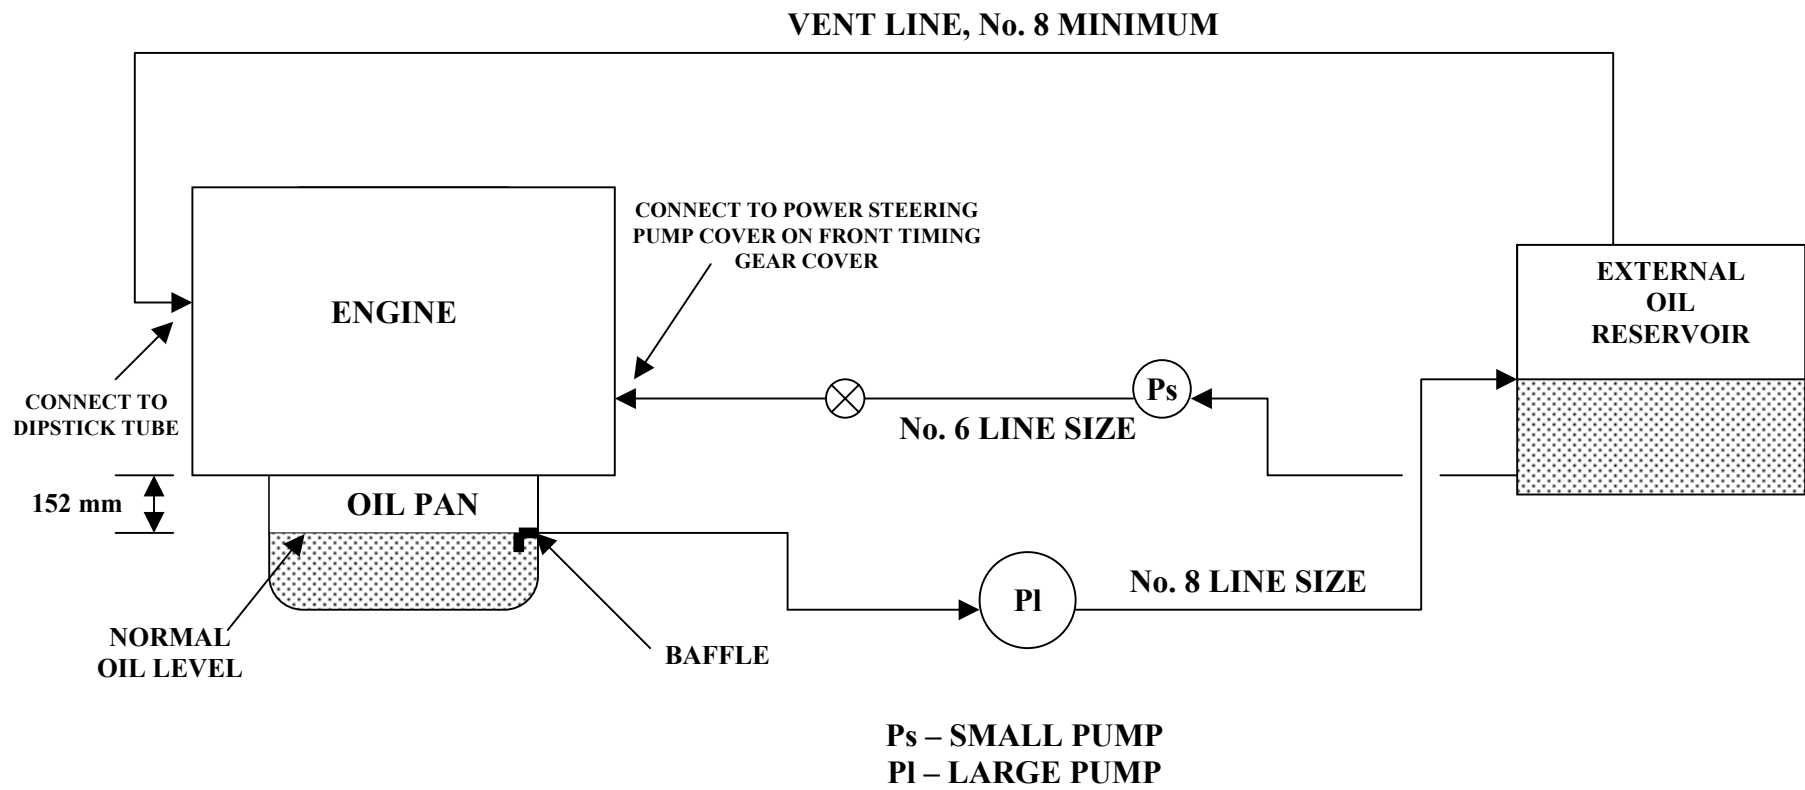 VENT LINE, No. 8 MINIMUM
CONNECT TO POWER STEERING
PUMP COVER ON FRONT TIMING
GEAR COVER
ENGINE
EXTERNAL
OIL
RESERVOIR
CONNECT TO
DIPSTICK TUBE
Ps
No. 6 LINE SIZE
152 mm
OIL PAN
Pl
No. 8 LINE SIZE
NORMAL
OIL LEVEL
BAFFLE
Ps – SMALL PUMP
Pl – LARGE PUMP